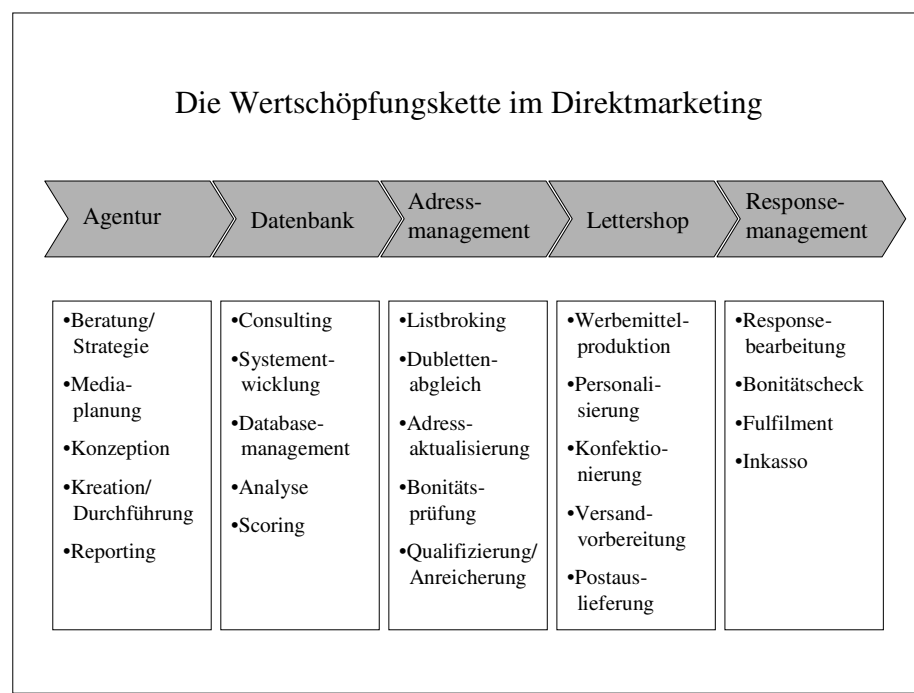 Die Wertschöpfungskette im Direktmarketing
Agentur
Datenbank
Adress-
management
Lettershop
Response-
management
•Beratung/
Strategie
•Media-
planung
•Konzeption
•Kreation/
Durchführung
•Reporting
•Consulting
•Systement-
wicklung
•Database-
management
•Analyse
•Scoring
•Listbroking
•Dubletten-
abgleich
•Adress-
aktualisierung
•Bonitäts-
prüfung
•Qualifizierung/
Anreicherung
•Werbemittel-
produktion
•Personali-
sierung
•Konfektio-
nierung
•Versand-
vorbereitung
•Postaus-
lieferung
•Response-
bearbeitung
•Bonitätscheck
•Fulfilment
•Inkasso